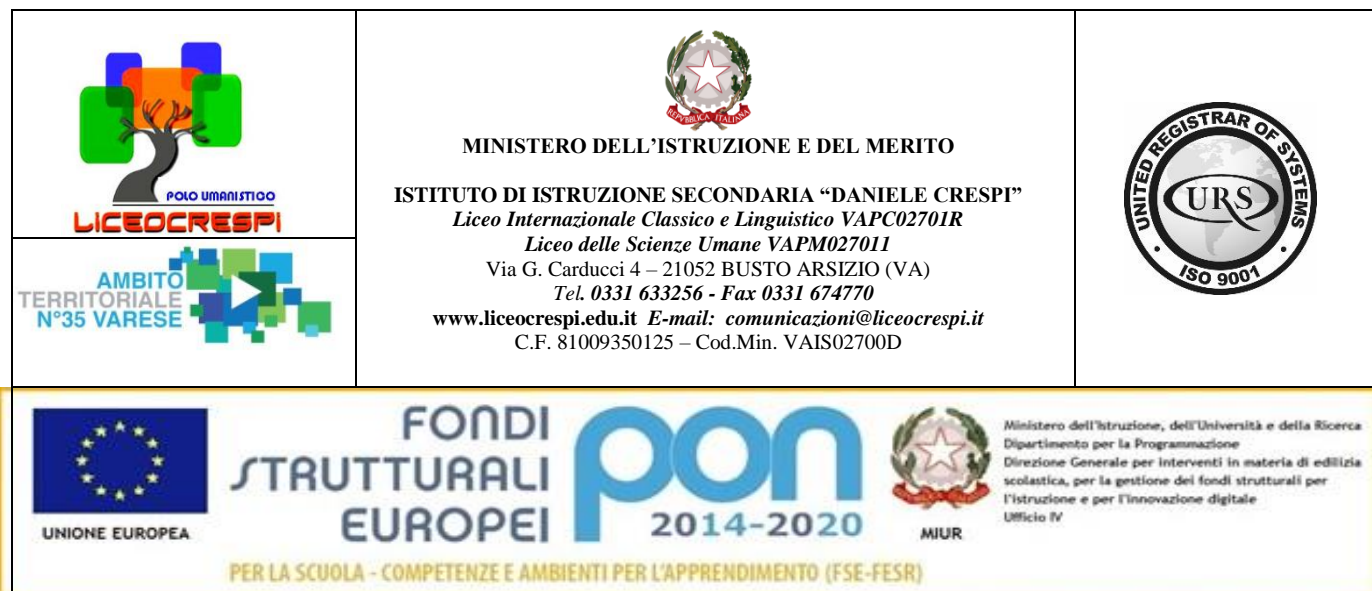 POLO UMANISTICO
LICEOCRESPI
AMBITO
TERRITORIALE
N°35 VARESE
REPVBBLICA ITALIANA
MINISTERO DELL’ISTRUZIONE E DEL MERITO
ISTITUTO DI ISTRUZIONE SECONDARIA “DANIELE CRESPI”
Liceo Internazionale Classico e Linguistico VAPC02701R
Liceo delle Scienze Umane VAPM027011
Via G. Carducci 4 – 21052 BUSTO ARSIZIO (VA)
Tel. 0331 633256 - Fax 0331 674770
www.liceocrespi.edu.it E-mail: comunicazioni@liceocrespi.it
C.F. 81009350125 – Cod.Min. VAIS02700D
UNITED REGISTRAR OF SYSTEMS
URS
ISO 9001
UNIONE EUROPEA
FONDI
STRUTTURALI
EUROPEI
pon
2014-2020
MIUR
Ministero dell'Istruzione, dell'Università e della Ricerca
Dipartimento per la Programmazione
Direzione Generale per interventi in materia di edilizia
scolastica, per la gestione dei fondi strutturali per
l'istruzione e per l'innovazione digitale
Ufficio IV
PER LA SCUOLA - COMPETENZE E AMBIENTI PER L'APPRENDIMENTO (FSE-FESR)